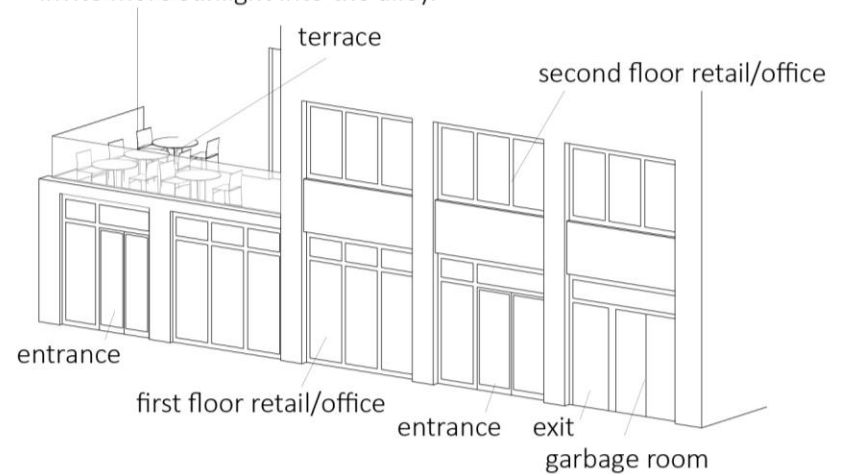 terrace
second floor retail/office
entrance
first floor retail/office
entrance
exit
garbage room